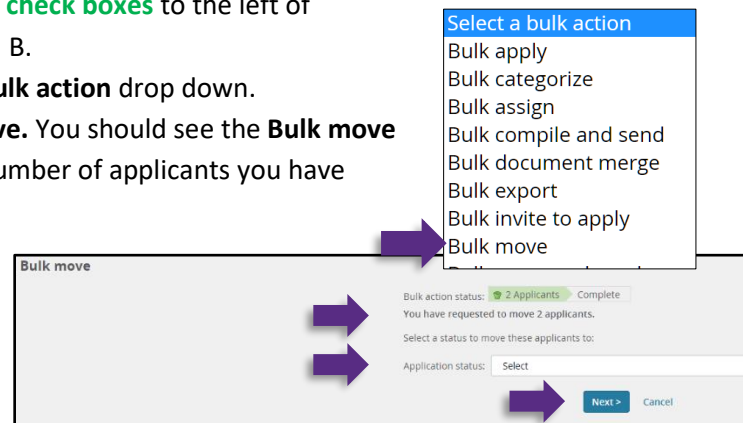 check boxes to the left of
B.
ulk action drop down.
ve. You should see the Bulk move
umber of applicants you have
Select a bulk action
Bulk apply
Bulk categorize
Bulk assign
Bulk compile and send
Bulk document merge
Bulk export
Bulk invite to apply
Bulk move
Bulk move
Bulk action status: 2 Applicants Complete
You have requested to move 2 applicants.
Select a status to move these applicants to:
Application status: Select
Next > Cancel